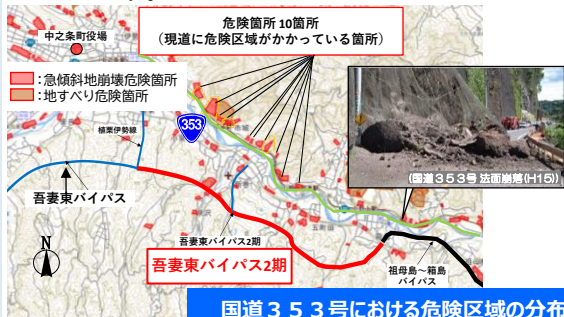 危険箇所 10箇所
（現道に危険区域がかかっている箇所）
中之条町役場
：急傾斜地崩壊危険箇所
：地すべり危険箇所
353
植栗伊勢線
(国道３５３号 法面崩落(H15))
吾妻東バイパス
吾妻東バイパス2期
吾妻東バイパス2期
五町田
祖母島～箱島
バイパス
N
国道３５３号における危険区域の分布